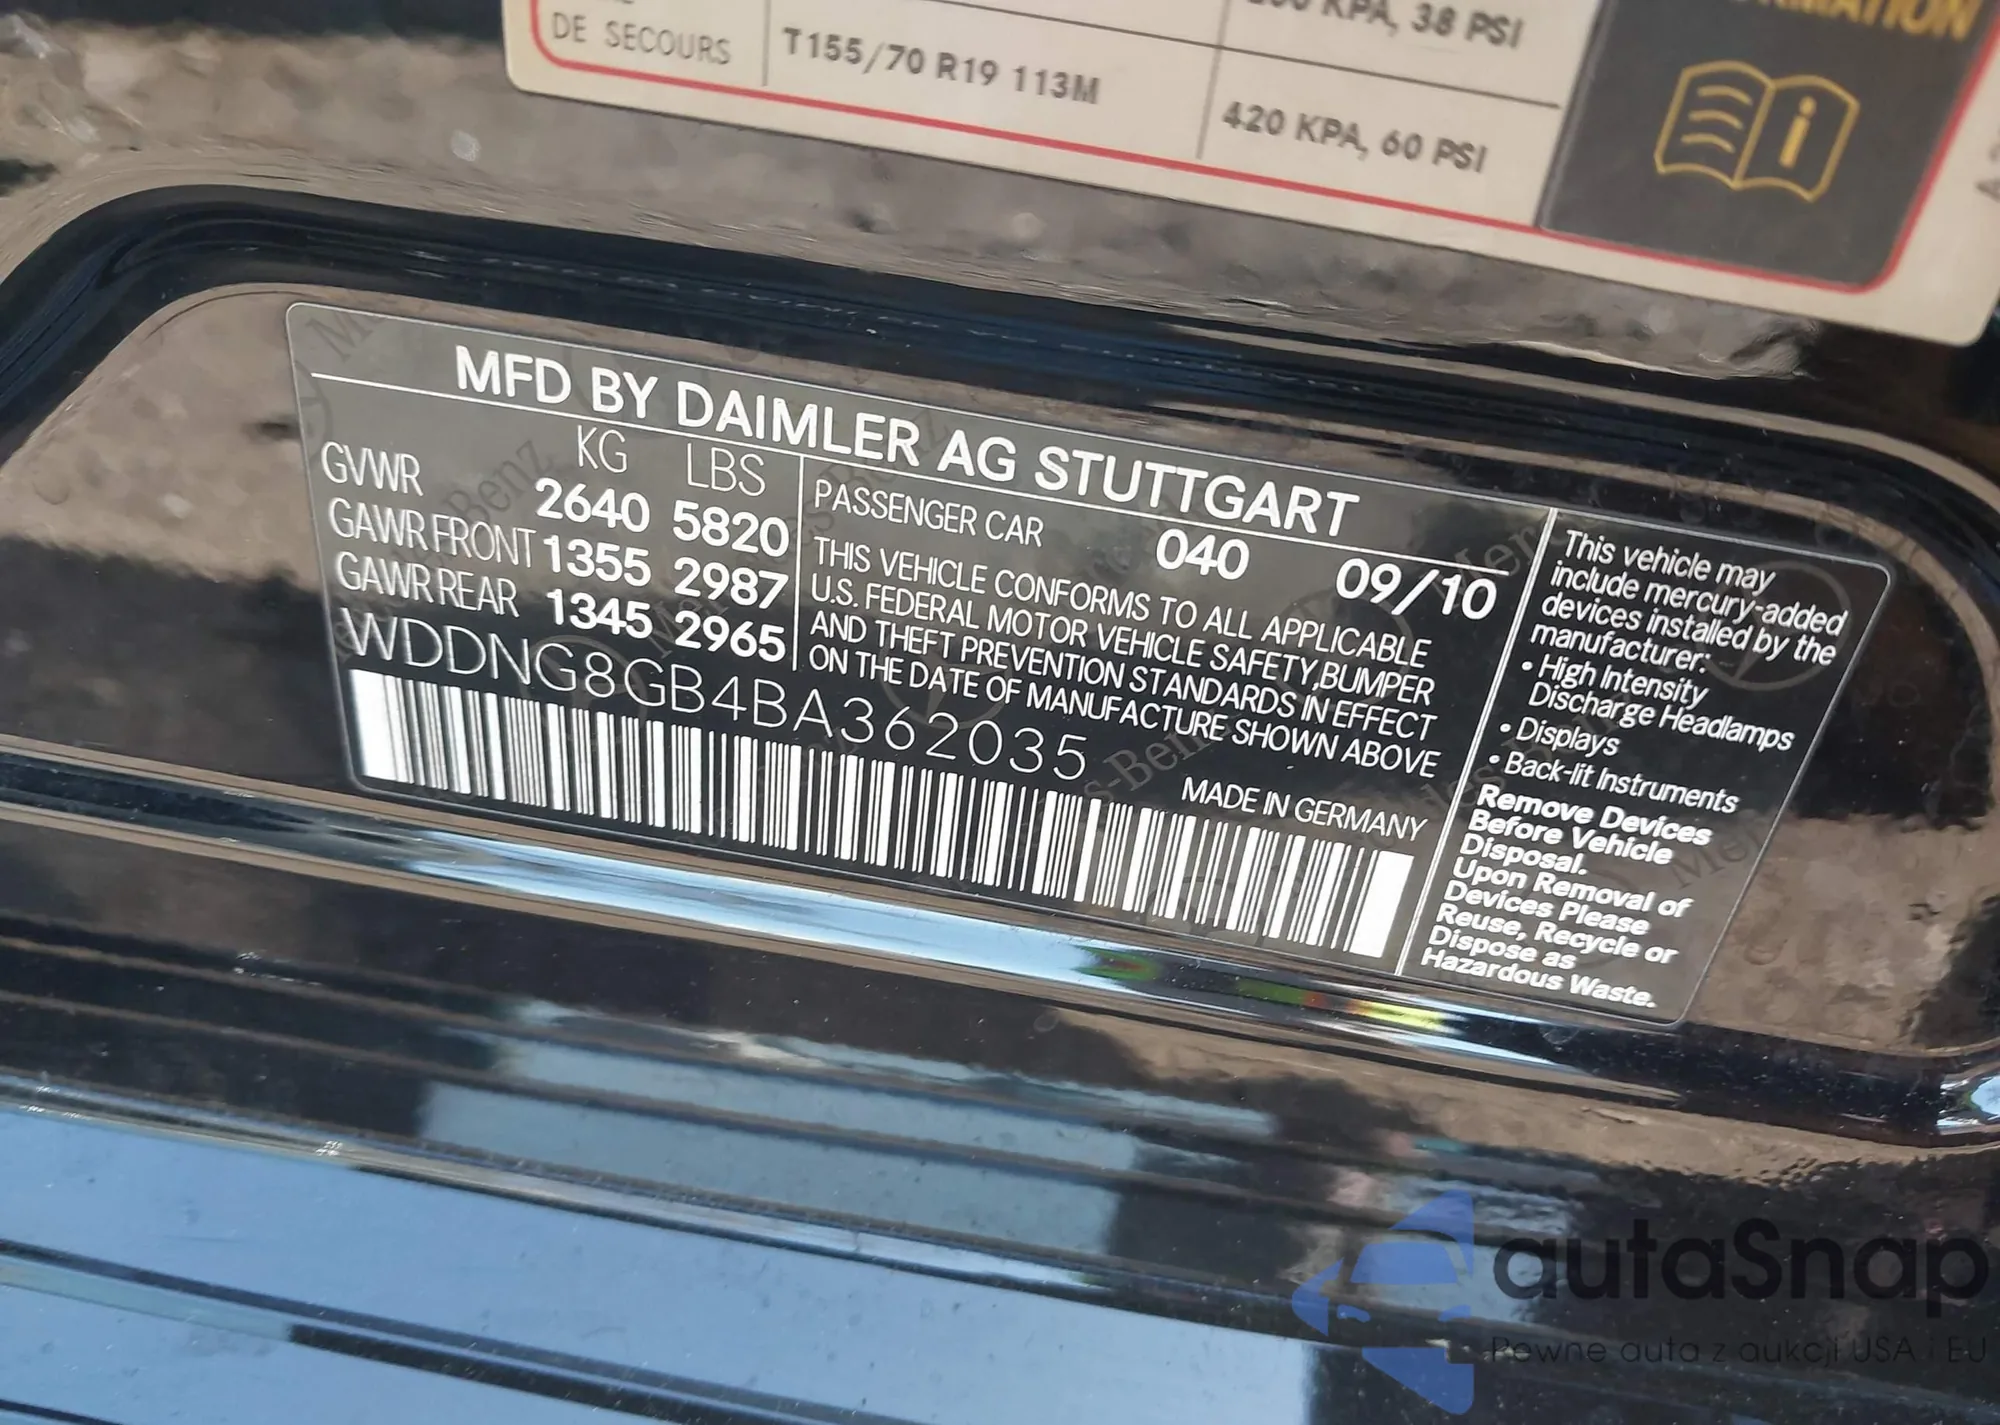 DE SECOURS
T155/70 R19 113M
KPA, 38 PSI
420 KPA, 60 PSI
MFD BY DAIMLER AG STUTTGART
KG LBS
GVWR 2640 5820
GAWR FRONT 1355 2987
GAWR REAR 1345 2965
WDDNG8GB4BA362035
PASSENGER CAR 040 09/10
THIS VEHICLE CONFORMS TO ALL APPLICABLE
U.S. FEDERAL MOTOR VEHICLE SAFETY,BUMPER
AND THEFT PREVENTION STANDARDS IN EFFECT
ON THE DATE OF MANUFACTURE SHOWN ABOVE
MADE IN GERMANY
This vehicle may
include mercury-added
devices installed by the
manufacturer:
• High Intensity
Discharge Headlamps
• Displays
• Back-lit Instruments
Remove Devices
Before Vehicle
Disposal.
Upon Removal of
Devices Please
Reuse, Recycle or
Dispose as
Hazardous Waste.
autaSnap
Pewne auta z aukcji USA i EU